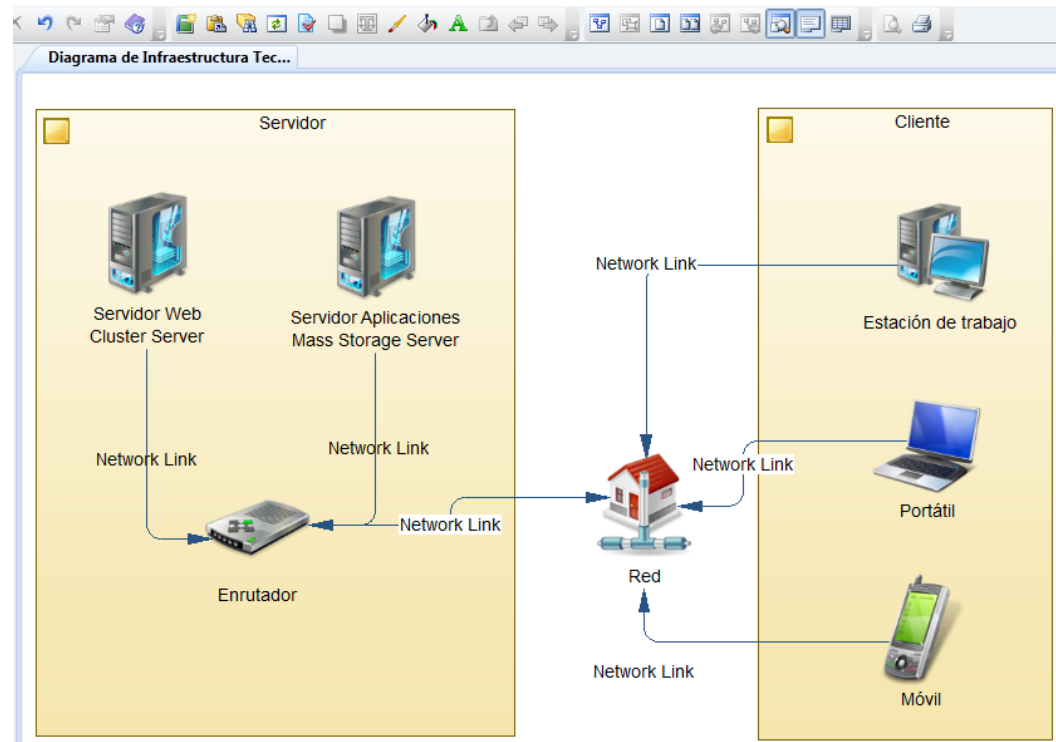 Diagrama de Infraestructura Tec...
Servidor
Cliente
Servidor Web
Cluster Server
Servidor Aplicaciones
Mass Storage Server
Network Link
Estación de trabajo
Network Link
Network Link
Network Link
Portátil
Network Link
Enrutador
Red
Network Link
Móvil